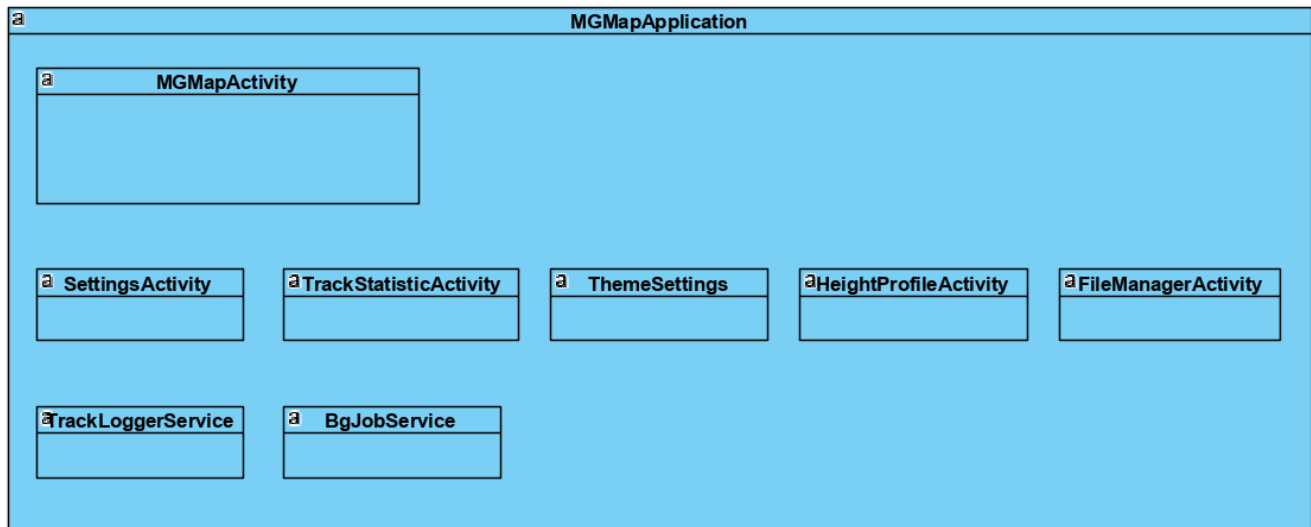 a MGMapApplication
a MGMapActivity
a SettingsActivity
a TrackStatisticActivity
a ThemeSettings
a HeightProfileActivity
a FileManagerActivity
a TrackLoggerService
a BgJobService